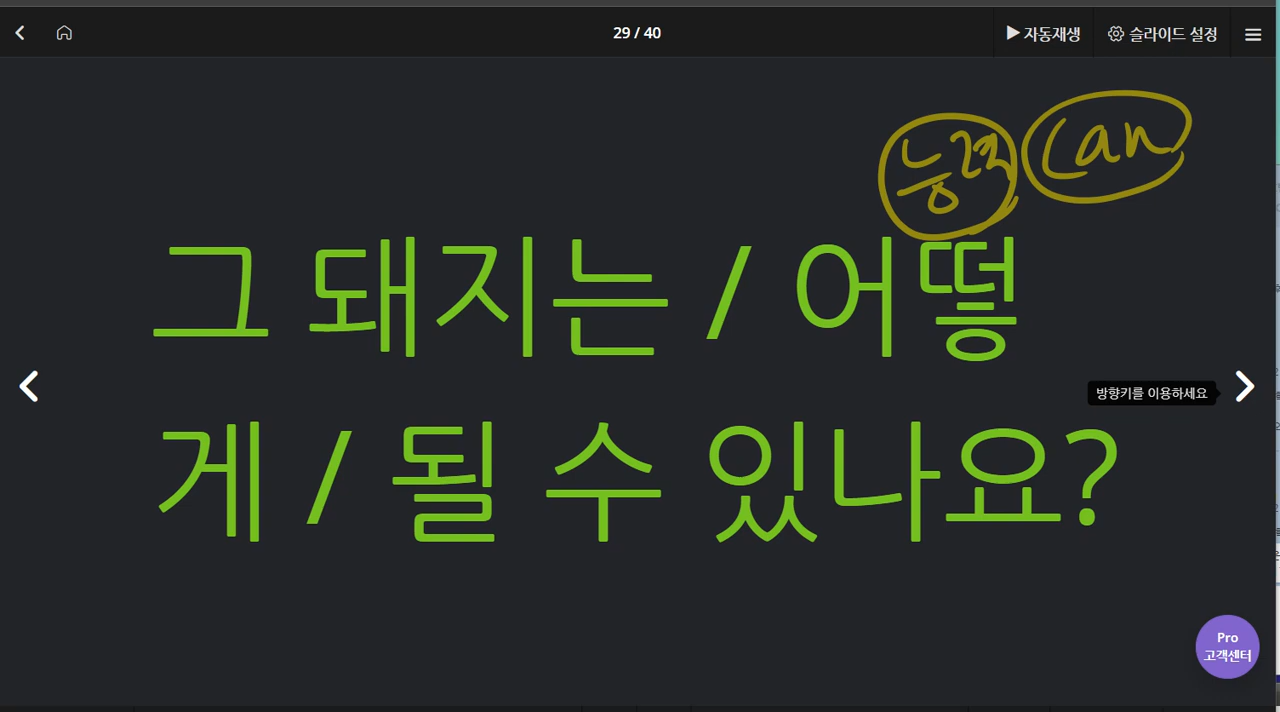 29 / 40
자동재생
슬라이드 설정
능력 can
그 돼지는 / 어떻
게 / 될 수 있나요?
방향키를 이용하세요
Pro
고객센터